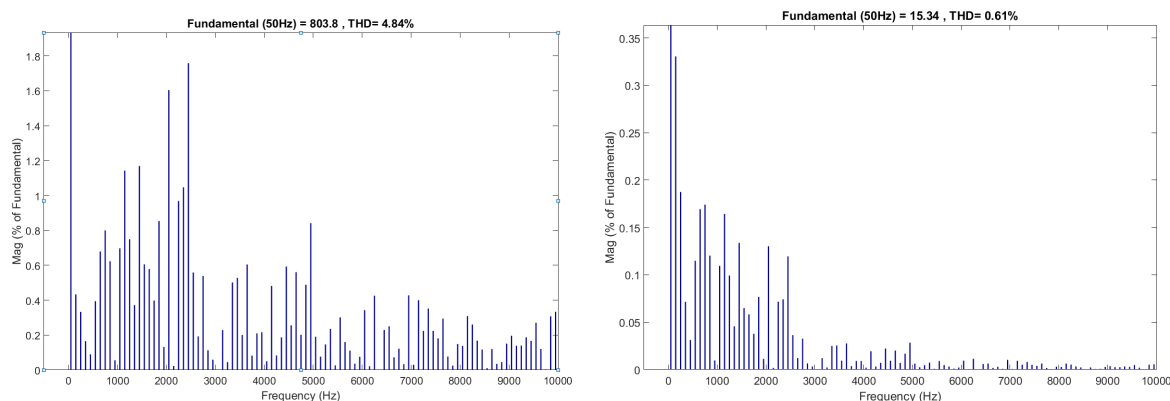 Fundamental (50Hz) = 803.8 , THD= 4.84%
1.8
1.6
1.4
1.2
1
0.8
0.6
0.4
0.2
0
Mag (% of Fundamental)
0 1000 2000 3000 4000 5000 6000 7000 8000 9000 10000
Frequency (Hz)
Fundamental (50Hz) = 15.34 , THD= 0.61%
0.35
0.3
0.25
0.2
0.15
0.1
0.05
0
Mag (% of Fundamental)
0 1000 2000 3000 4000 5000 6000 7000 8000 9000 10000
Frequency (Hz)